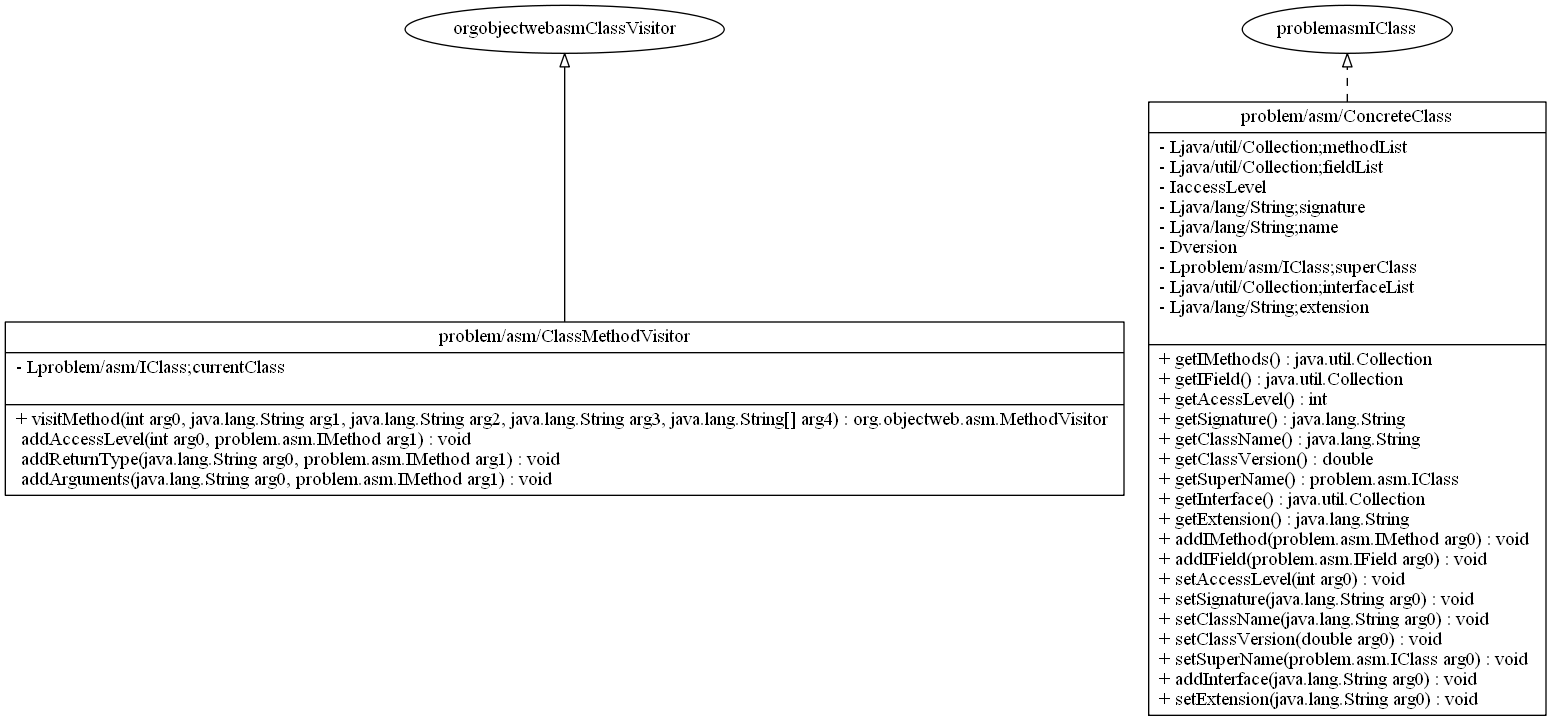 orgobjectwebasmClassVisitor
problem/asm/ClassMethodVisitor
- Lproblem/asm/IClass;currentClass
+ visitMethod(int arg0, java.lang.String arg1, java.lang.String arg2, java.lang.String arg3, java.lang.String[] arg4) : org.objectweb.asm.MethodVisitor
addAccessLevel(int arg0, problem.asm.IMethod arg1) : void
addReturnType(java.lang.String arg0, problem.asm.IMethod arg1) : void
addArguments(java.lang.String arg0, problem.asm.IMethod arg1) : void
problemasmIClass
problem/asm/ConcreteClass
- Ljava/util/Collection;methodList
- Ljava/util/Collection;fieldList
- IaccessLevel
- Ljava/lang/String;signature
- Ljava/lang/String;name
- Dversion
- Lproblem/asm/IClass;superClass
- Ljava/util/Collection;interfaceList
- Ljava/lang/String;extension
+ getIMethods() : java.util.Collection
+ getIField() : java.util.Collection
+ getAcessLevel() : int
+ getSignature() : java.lang.String
+ getClassName() : java.lang.String
+ getClassVersion() : double
+ getSuperName() : problem.asm.IClass
+ getInterface() : java.util.Collection
+ getExtension() : java.lang.String
+ addIMethod(problem.asm.IMethod arg0) : void
+ addIField(problem.asm.IField arg0) : void
+ setAccessLevel(int arg0) : void
+ setSignature(java.lang.String arg0) : void
+ setClassName(java.lang.String arg0) : void
+ setClassVersion(double arg0) : void
+ setSuperName(problem.asm.IClass arg0) : void
+ addInterface(java.lang.String arg0) : void
+ setExtension(java.lang.String arg0) : void